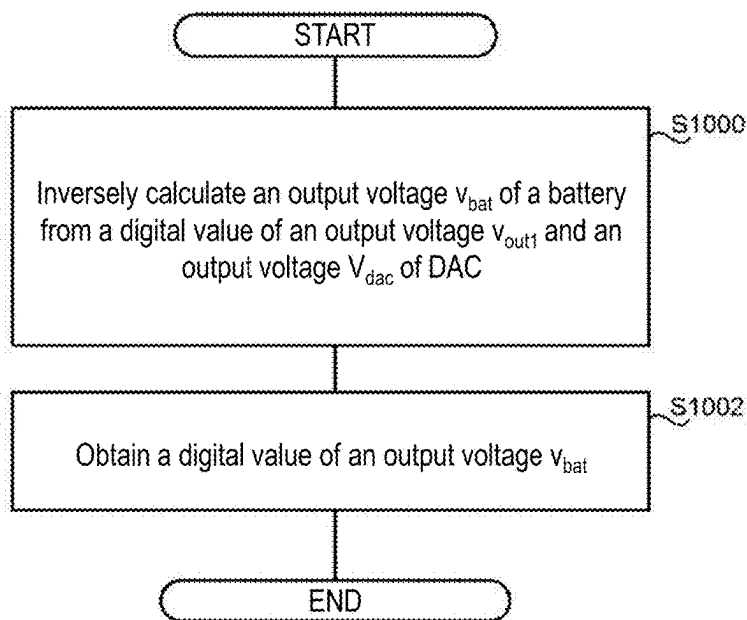 START
S1000
Inversely calculate an output voltage vbat of a battery
from a digital value of an output voltage vout1 and an
output voltage Vdac of DAC
S1002
Obtain a digital value of an output voltage vbat
END